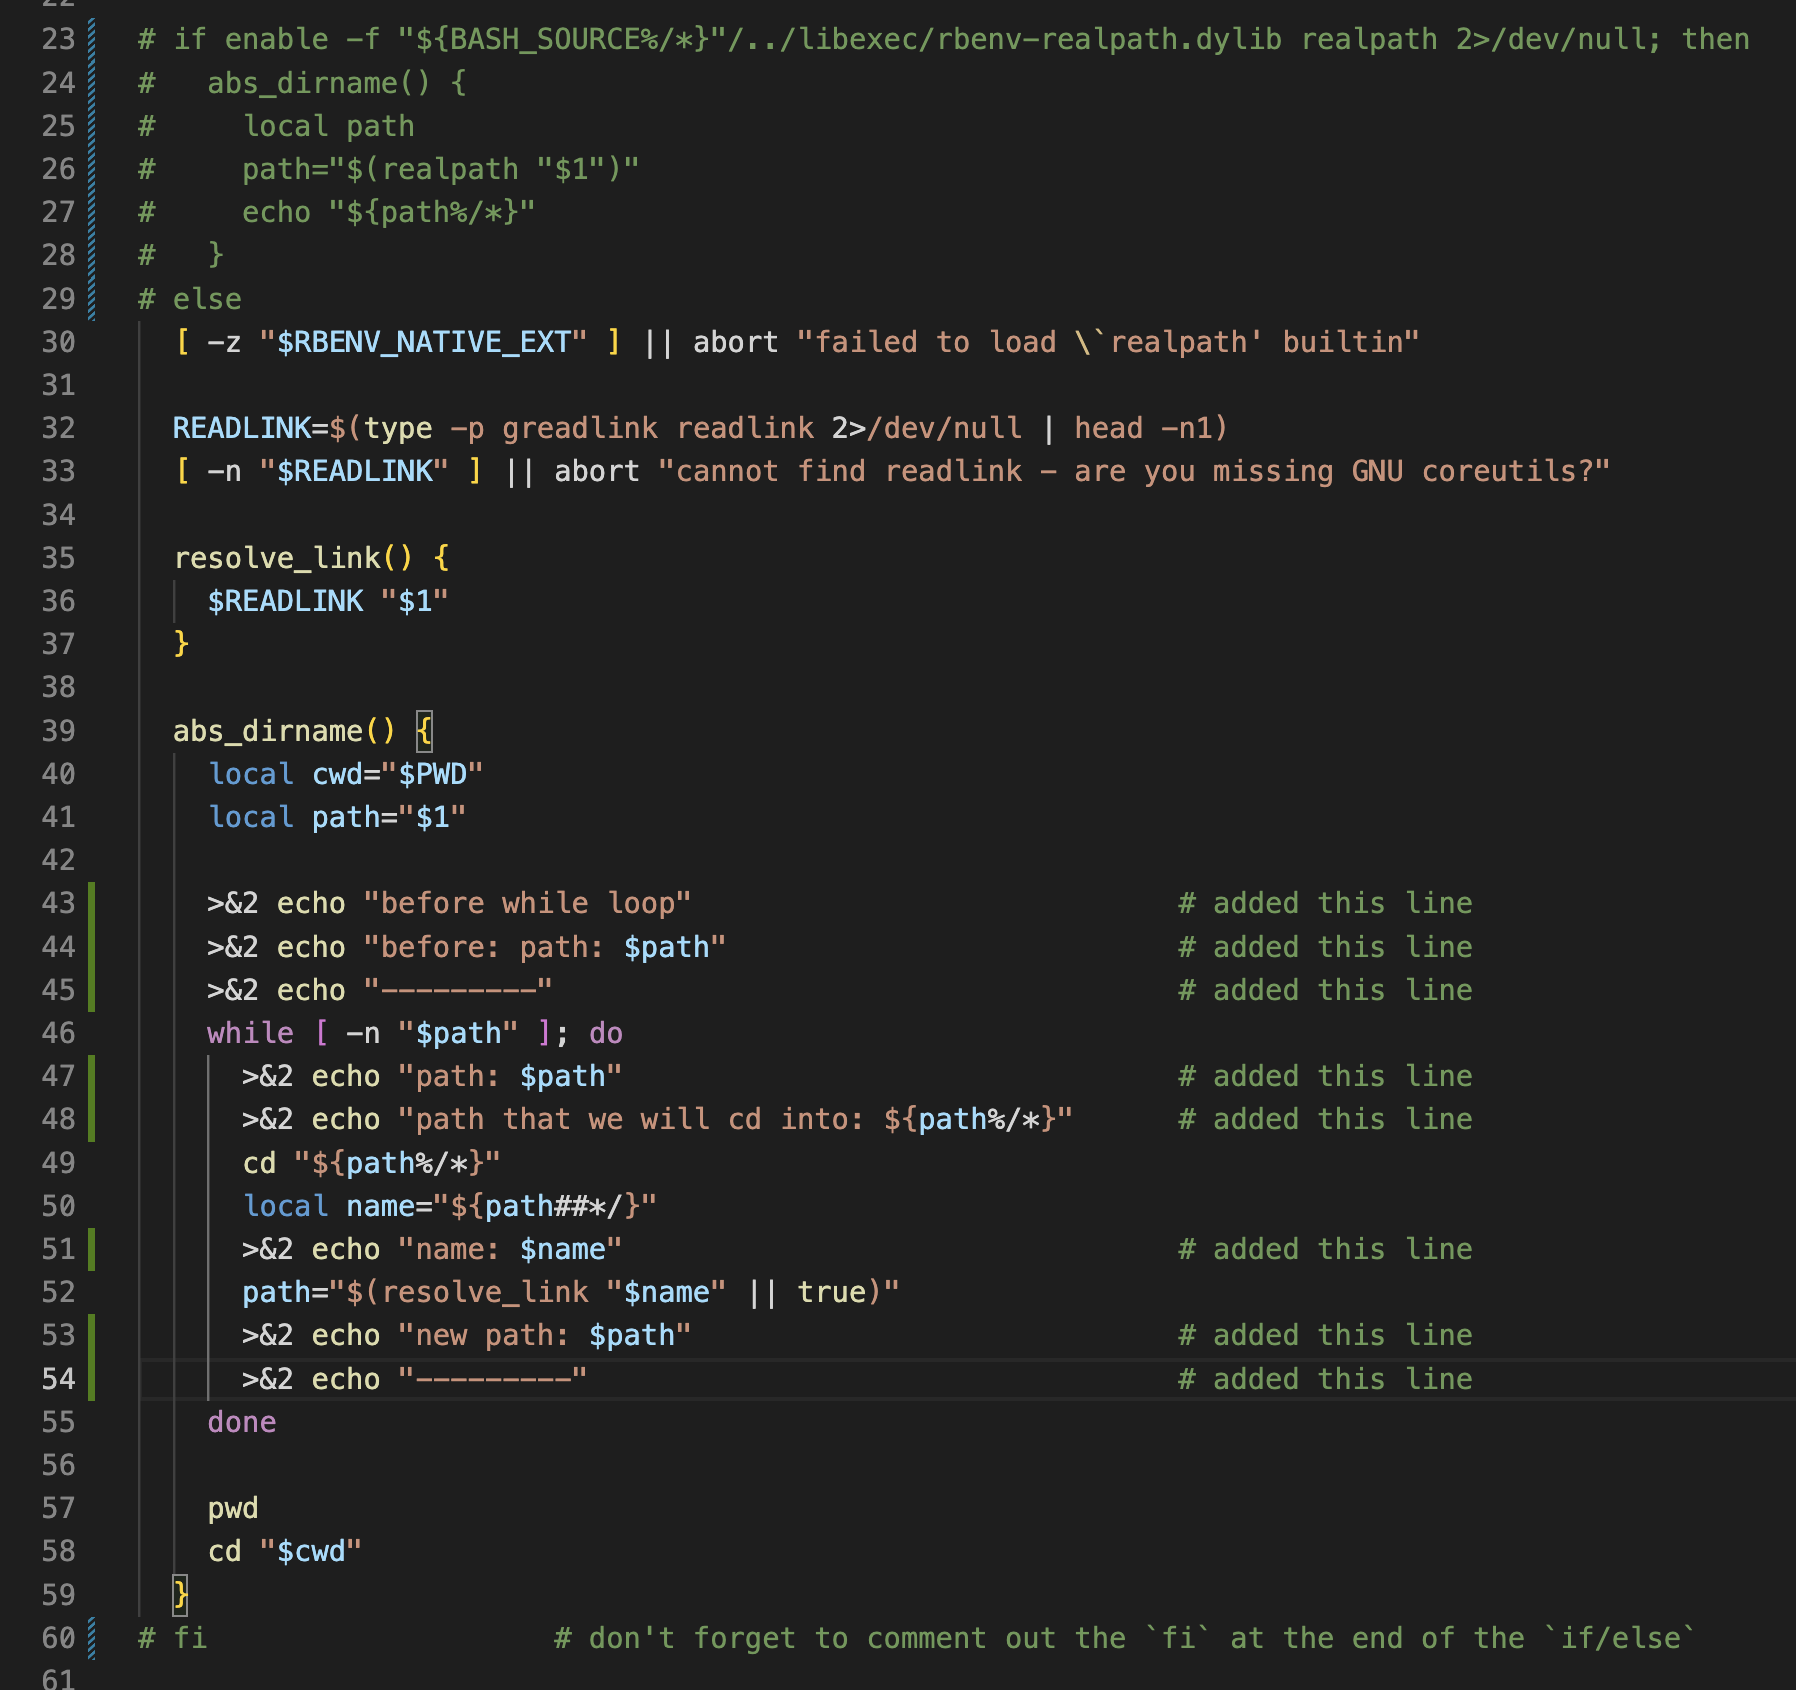 22
23 # if enable -f "${BASH_SOURCE%/*}"/../libexec/rbenv-realpath.dylib realpath 2>/dev/null; then
24 #   abs_dirname() {
25 #     local path
26 #     path="$(realpath "$1")"
27 #     echo "${path%/*}"
28 #   }
29 # else
30   [ -z "$RBENV_NATIVE_EXT" ] || abort "failed to load \`realpath' builtin"
31
32   READLINK=$(type -p greadlink readlink 2>/dev/null | head -n1)
33   [ -n "$READLINK" ] || abort "cannot find readlink - are you missing GNU coreutils?"
34
35   resolve_link() {
36     $READLINK "$1"
37   }
38
39   abs_dirname() {
40     local cwd="$PWD"
41     local path="$1"
42
43     >&2 echo "before while loop"                            # added this line
44     >&2 echo "before: path: $path"                          # added this line
45     >&2 echo "---------"                                    # added this line
46     while [ -n "$path" ]; do
47       >&2 echo "path: $path"                                # added this line
48       >&2 echo "path that we will cd into: ${path%/*}"      # added this line
49       cd "${path%/*}"
50       local name="${path##*/}"
51       >&2 echo "name: $name"                                # added this line
52       path="$(resolve_link "$name" || true)"
53       >&2 echo "new path: $path"                            # added this line
54       >&2 echo "---------"                                  # added this line
55     done
56
57     pwd
58     cd "$cwd"
59   }
60 # fi                    # don't forget to comment out the `fi` at the end of the `if/else`
61